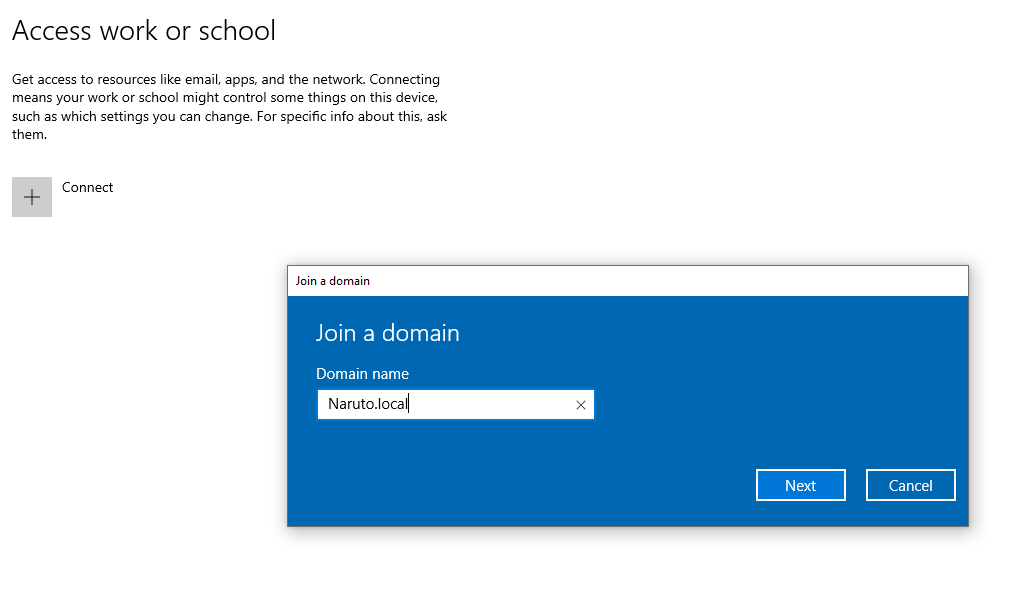 Access work or school
Get access to resources like email, apps, and the network. Connecting
means your work or school might control some things on this device,
such as which settings you can change. For specific info about this, ask
them.
Connect
Join a domain
Join a domain
Domain name
Naruto.local
Next
Cancel